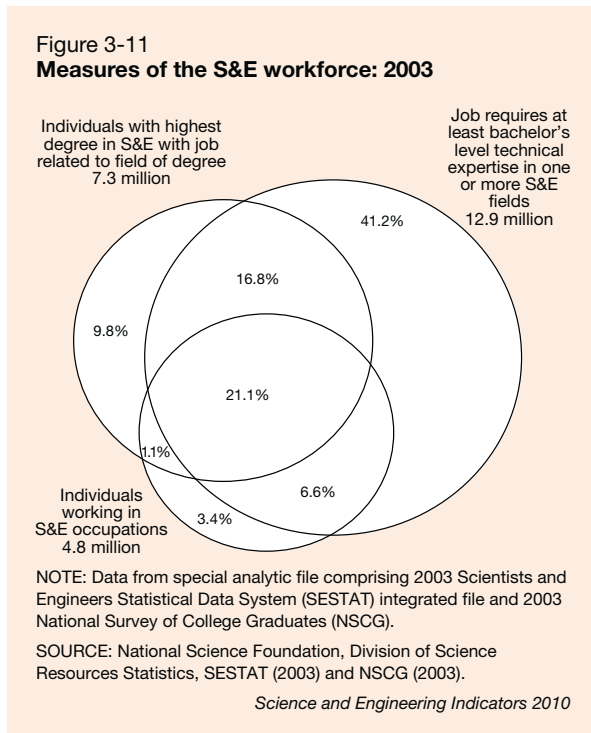 Figure 3-11
Measures of the S&E workforce: 2003
Individuals with highest
degree in S&E with job
related to field of degree
7.3 million
Job requires at
least bachelor's
level technical
expertise in one
or more S&E
fields
12.9 million
41.2%
16.8%
9.8%
21.1%
1.1%
6.6%
3.4%
Individuals
working in
S&E occupations
4.8 million
NOTE: Data from special analytic file comprising 2003 Scientists and
Engineers Statistical Data System (SESTAT) integrated file and 2003
National Survey of College Graduates (NSCG).
SOURCE: National Science Foundation, Division of Science
Resources Statistics, SESTAT (2003) and NSCG (2003).
Science and Engineering Indicators 2010